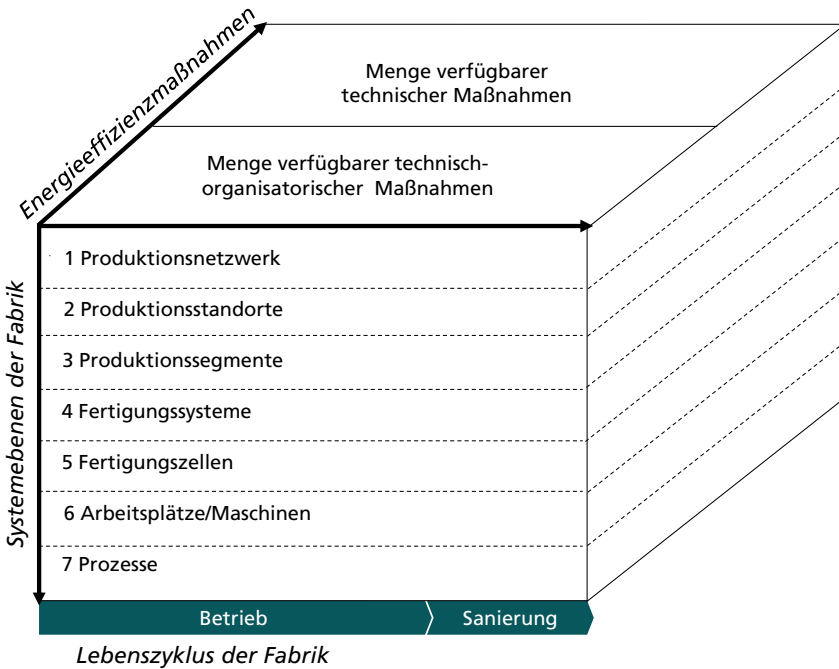 Energieeffizienzmaßnahmen
Menge verfügbarer
technischer Maßnahmen
Menge verfügbarer technisch-
organisatorischer Maßnahmen
Systemebenen der Fabrik
1 Produktionsnetzwerk
2 Produktionsstandorte
3 Produktionssegmente
4 Fertigungssysteme
5 Fertigungszellen
6 Arbeitsplätze/Maschinen
7 Prozesse
Betrieb
Sanierung
Lebenszyklus der Fabrik